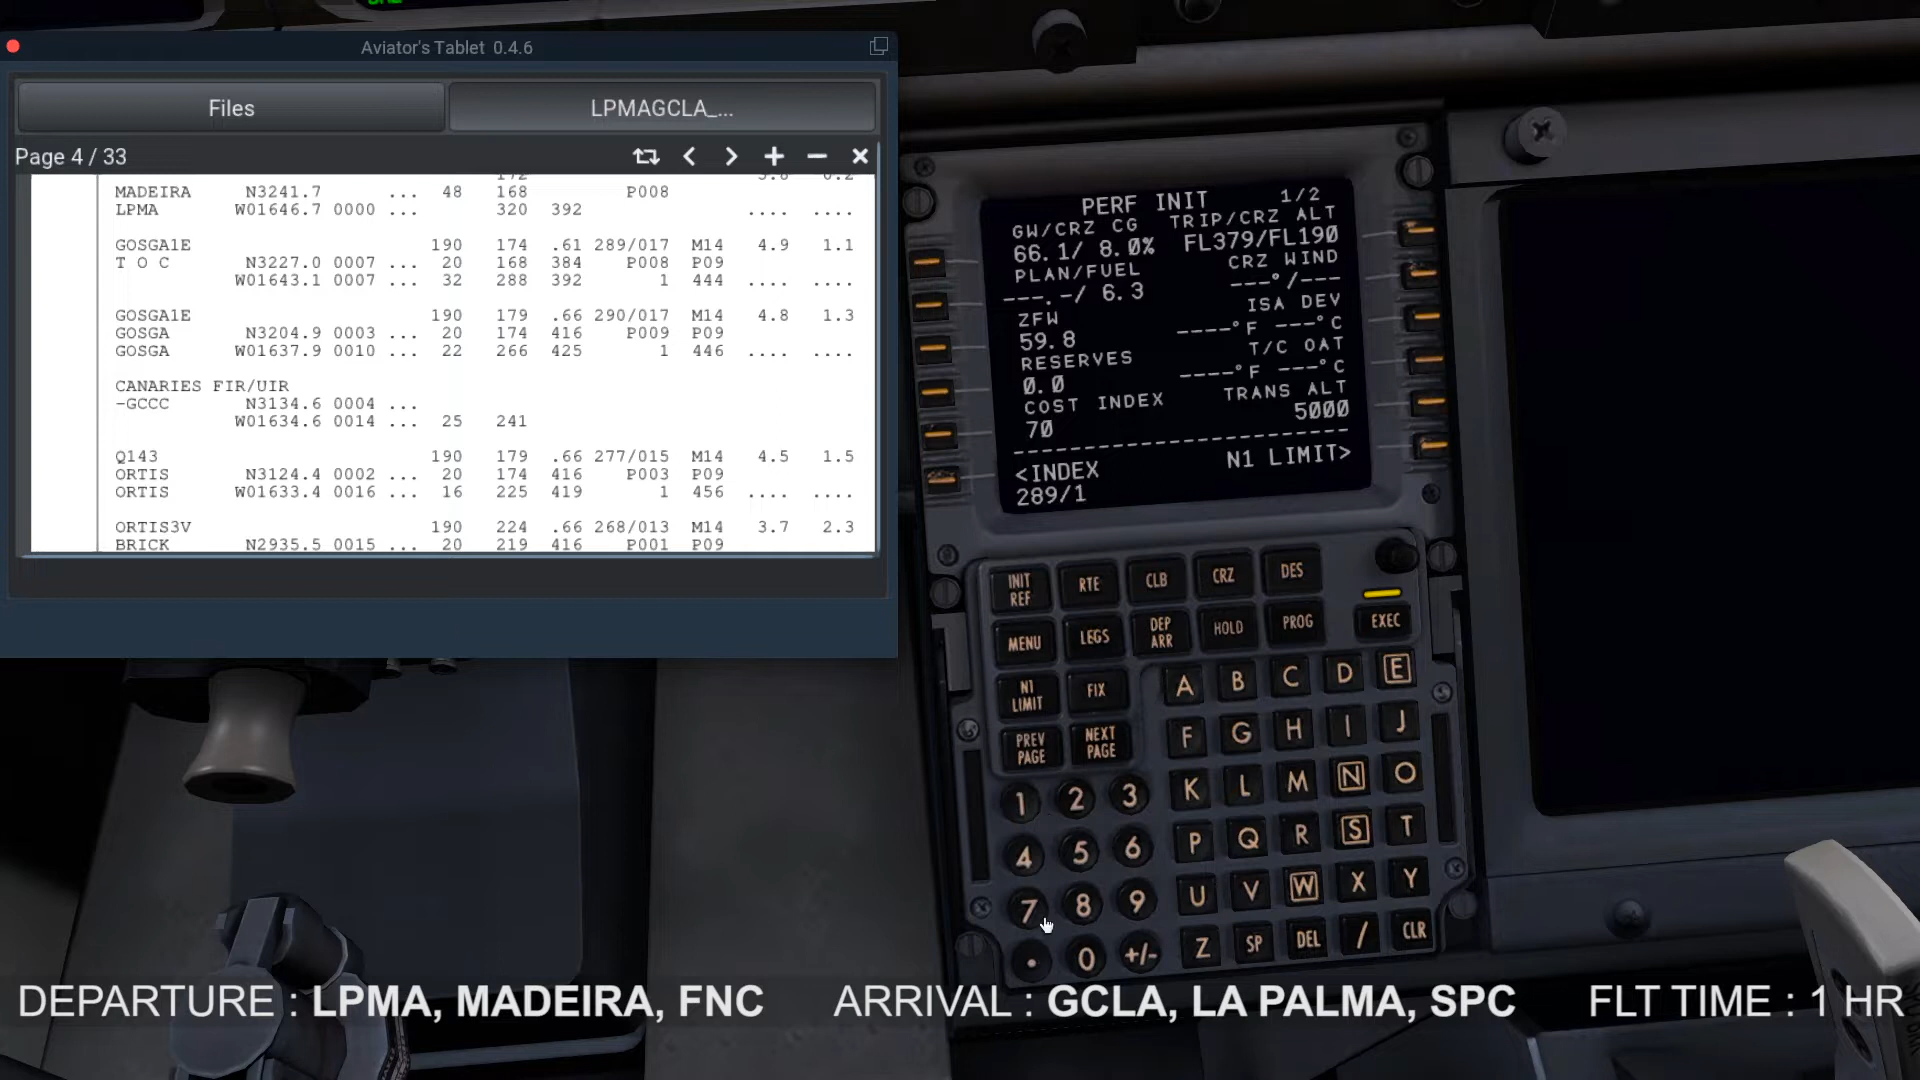 Aviator's Tablet 0.4.6
Files
LPMAGCLA_...
Page 4 / 33
172 3.8 0.2
MADEIRA N3241.7 ... 48 168 P008
LPMA W01646.7 0000 ... 320 392 .... ....
GOSGA1E 190 174 .61 289/017 M14 4.9 1.1
T O C N3227.0 0007 ... 20 168 384 P008 P09
W01643.1 0007 ... 32 288 392 1 444 .... ....
GOSGA1E 190 179 .66 290/017 M14 4.8 1.3
GOSGA N3204.9 0003 ... 20 174 416 P009 P09
GOSGA W01637.9 0010 ... 22 266 425 1 446 .... ....
CANARIES FIR/UIR
-GCCC N3134.6 0004 ...
W01634.6 0014 ... 25 241
Q143 190 179 .66 277/015 M14 4.5 1.5
ORTIS N3124.4 0002 ... 20 174 416 P003 P09
ORTIS W01633.4 0016 ... 16 225 419 1 456 .... ....
ORTIS3V 190 224 .66 268/013 M14 3.7 2.3
BRICK N2935.5 0015 ... 20 219 416 P001 P09
PERF INIT 1/2
GW/CRZ CG TRIP/CRZ ALT
66.1/ 8.0% FL379/FL190
PLAN/FUEL CRZ WIND
---.-/ 6.3 ---°/---
ZFW ISA DEV
59.8 ----°F ---°C
RESERVES T/C OAT
0.0 ----°F ---°C
COST INDEX TRANS ALT
70 5000
<INDEX N1 LIMIT>
289/1
INIT REF RTE CLB CRZ DES
MENU LEGS DEP ARR HOLD PROG EXEC
N1 LIMIT FIX A B C D E
PREV PAGE NEXT PAGE F G H I J
1 2 3 K L M N O
4 5 6 P Q R S T
7 8 9 U V W X Y
. 0 +/- Z SP DEL / CLR
DEPARTURE : LPMA, MADEIRA, FNC ARRIVAL : GCLA, LA PALMA, SPC FLT TIME : 1 HR